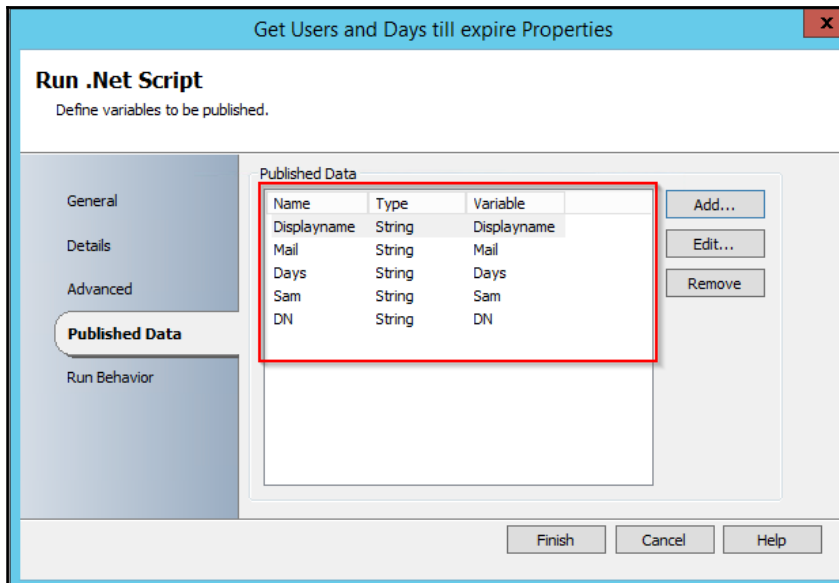 Get Users and Days till expire Properties
x
Run .Net Script
Define variables to be published.
General
Details
Advanced
Published Data
Run Behavior
Published Data
Name Type Variable
Displayname String Displayname
Mail String Mail
Days String Days
Sam String Sam
DN String DN
Add...
Edit...
Remove
Finish Cancel Help